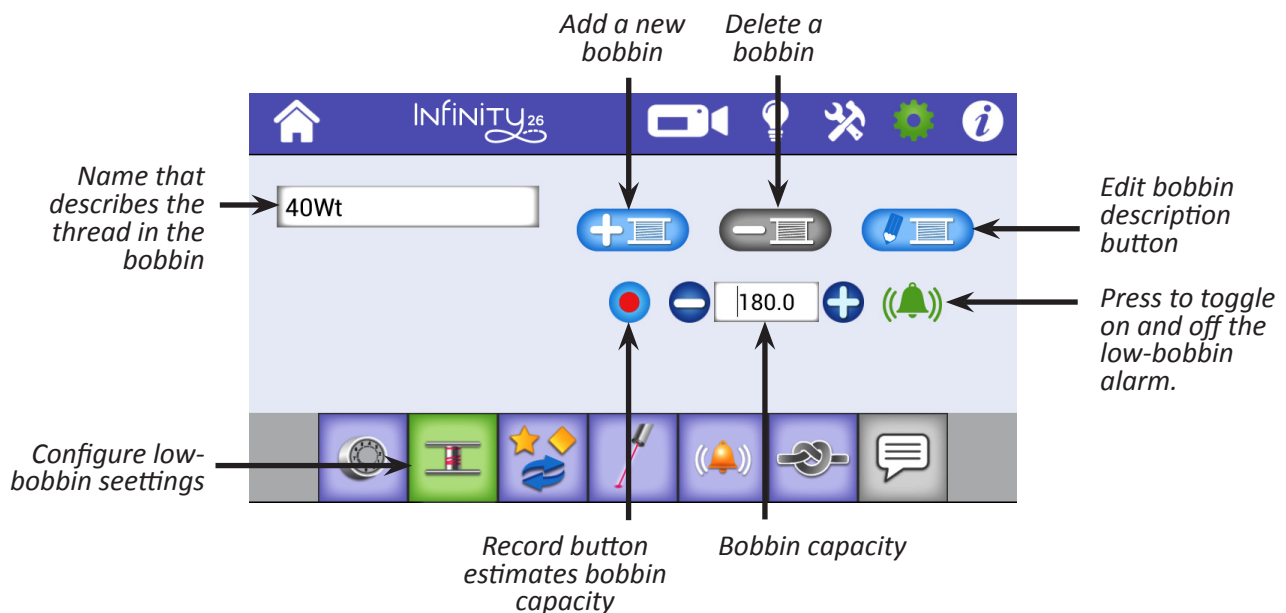 Add a new
bobbin
Delete a
bobbin
INfiNiTy26
Name that
describes the
thread in the
bobbin
40Wt
Edit bobbin
description
button
180.0
Press to toggle
on and off the
low-bobbin
alarm.
Configure low-
bobbin seettings
Record button
estimates bobbin
capacity
Bobbin capacity